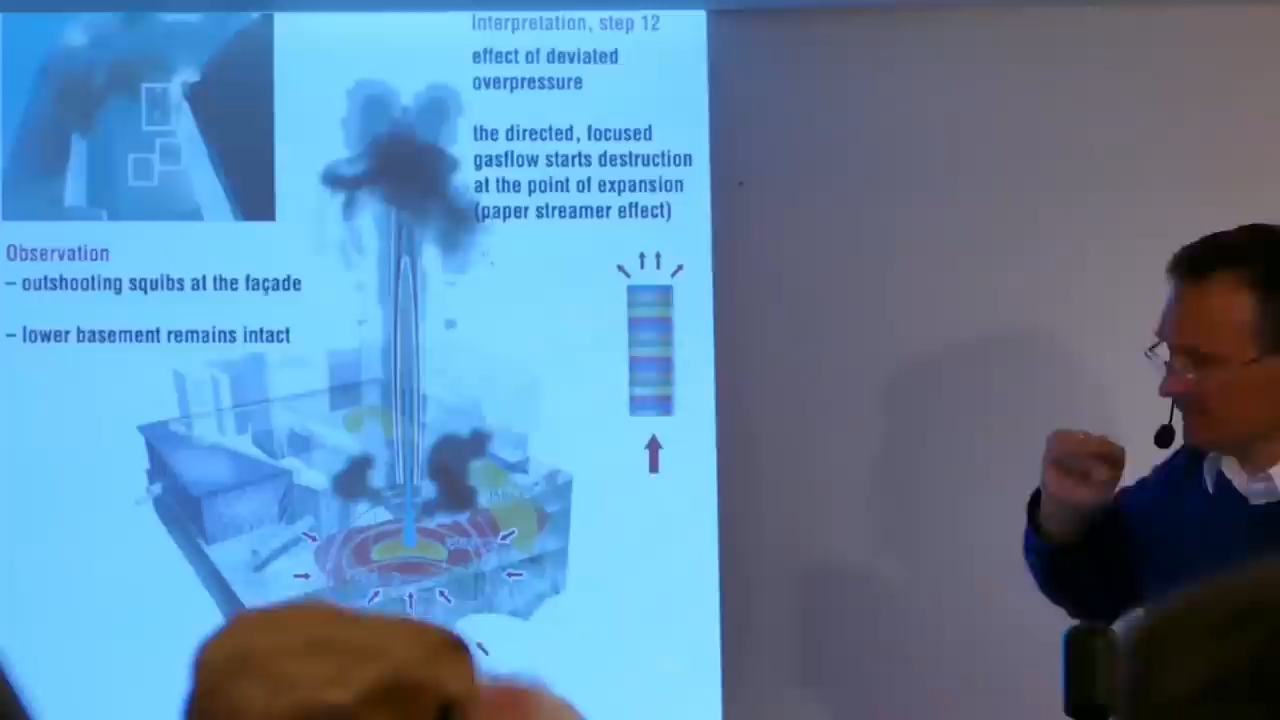 Interpretation, step 12
effect of deviated
overpressure
the directed, focused
gasflow starts destruction
at the point of expansion
(paper streamer effect)
Observation
– outshooting squibs at the façade
– lower basement remains intact